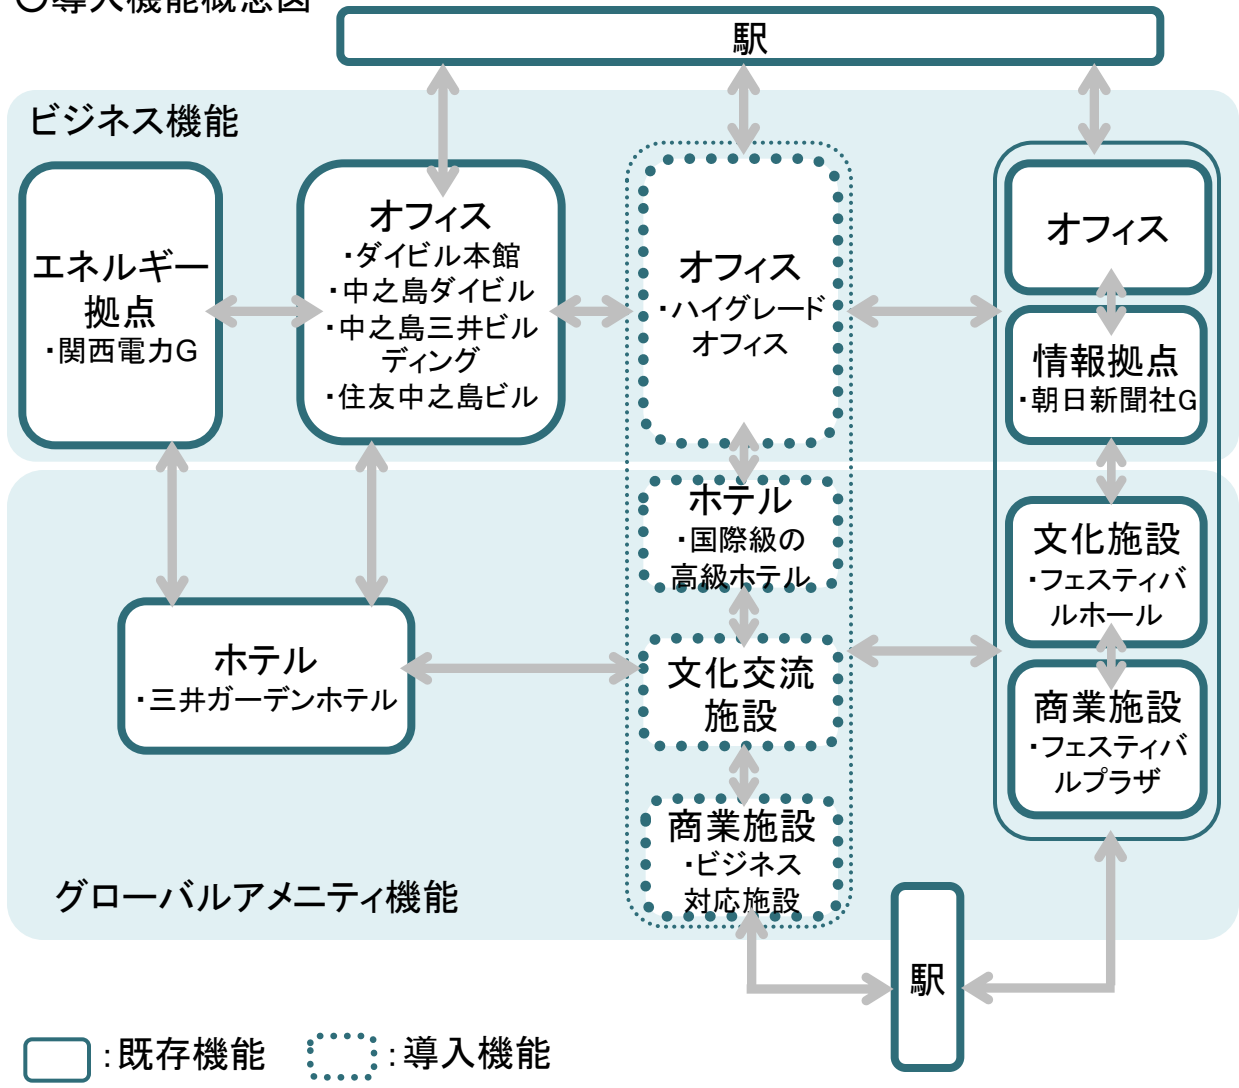 〇導入機能概念図
駅
ビジネス機能
エネルギー
拠点
・関西電力G
オフィス
・ダイビル本館
・中之島ダイビル
・中之島三井ビル
ディング
・住友中之島ビル
オフィス
・ハイグレード
オフィス
オフィス
情報拠点
・朝日新聞社G
ホテル
・国際級の
高級ホテル
文化施設
・フェスティバ
ルホール
ホテル
・三井ガーデンホテル
文化交流
施設
商業施設
・フェスティバ
ルプラザ
商業施設
・ビジネス
対応施設
グローバルアメニティ機能
駅
:既存機能
:導入機能